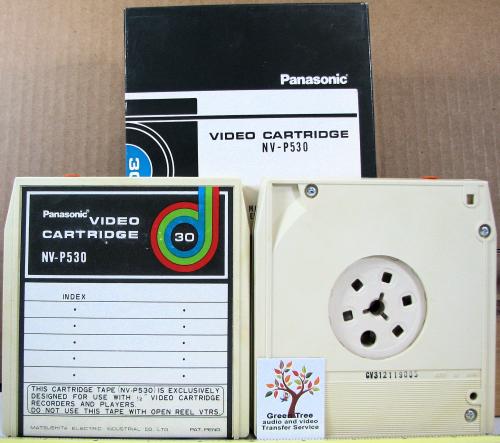 Panasonic
VIDEO CARTRIDGE
NV-P530
30
Panasonic
VIDEO
CARTRIDGE
30
NV-P530
INDEX
THIS CARTRIDGE TAPE (NV-P530) IS EXCLUSIVELY
DESIGNED FOR USE WITH 1/2" VIDEO CARTRIDGE
RECORDERS AND PLAYERS.
DO NOT USE THIS TAPE WITH OPEN REEL VTRS.
MATSUSHITA ELECTRIC INDUSTRIAL CO., LTD. PAT. PEND.
Green Tree
audio and video
Transfer Service